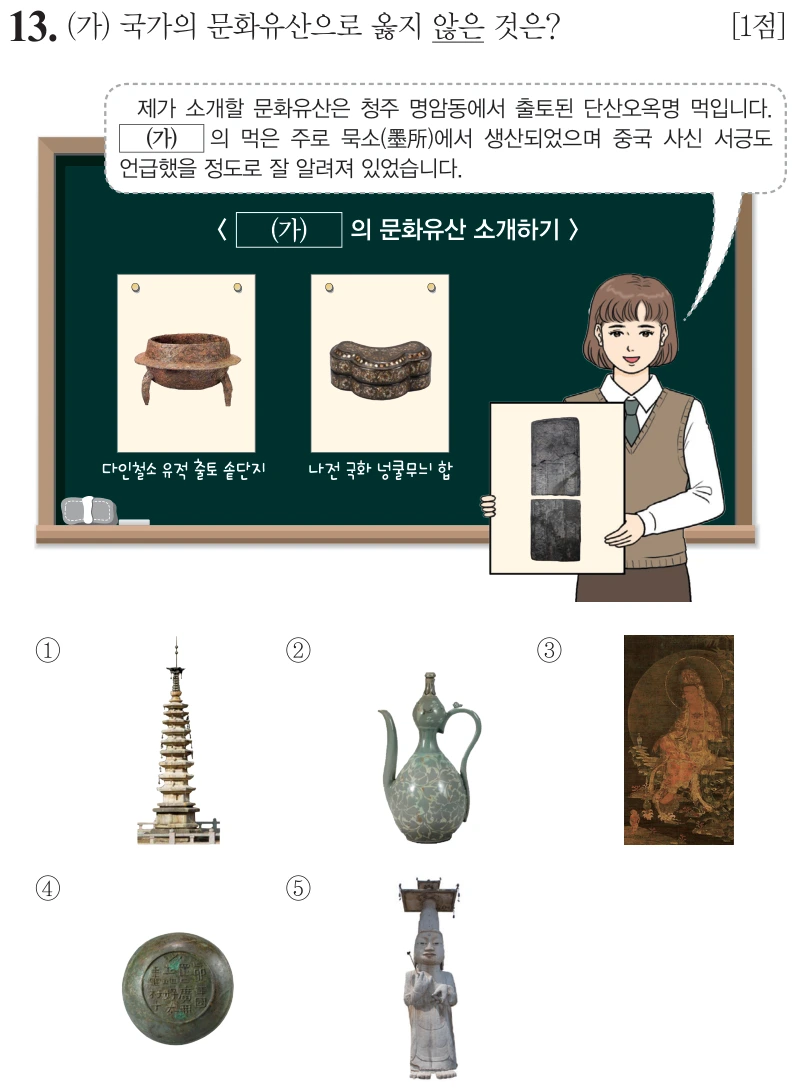 13. (가) 국가의 문화유산으로 옳지 않은 것은? [1점]
제가 소개할 문화유산은 청주 명암동에서 출토된 단산오옥명 먹입니다.
(가) 의 먹은 주로 묵소(墨所)에서 생산되었으며 중국 사신 서긍도
언급했을 정도로 잘 알려져 있었습니다.
< (가) 의 문화유산 소개하기 >
다인철소 유적 출토 솥단지
나전 국화 넝쿨무늬 합
①
②
③
④
⑤